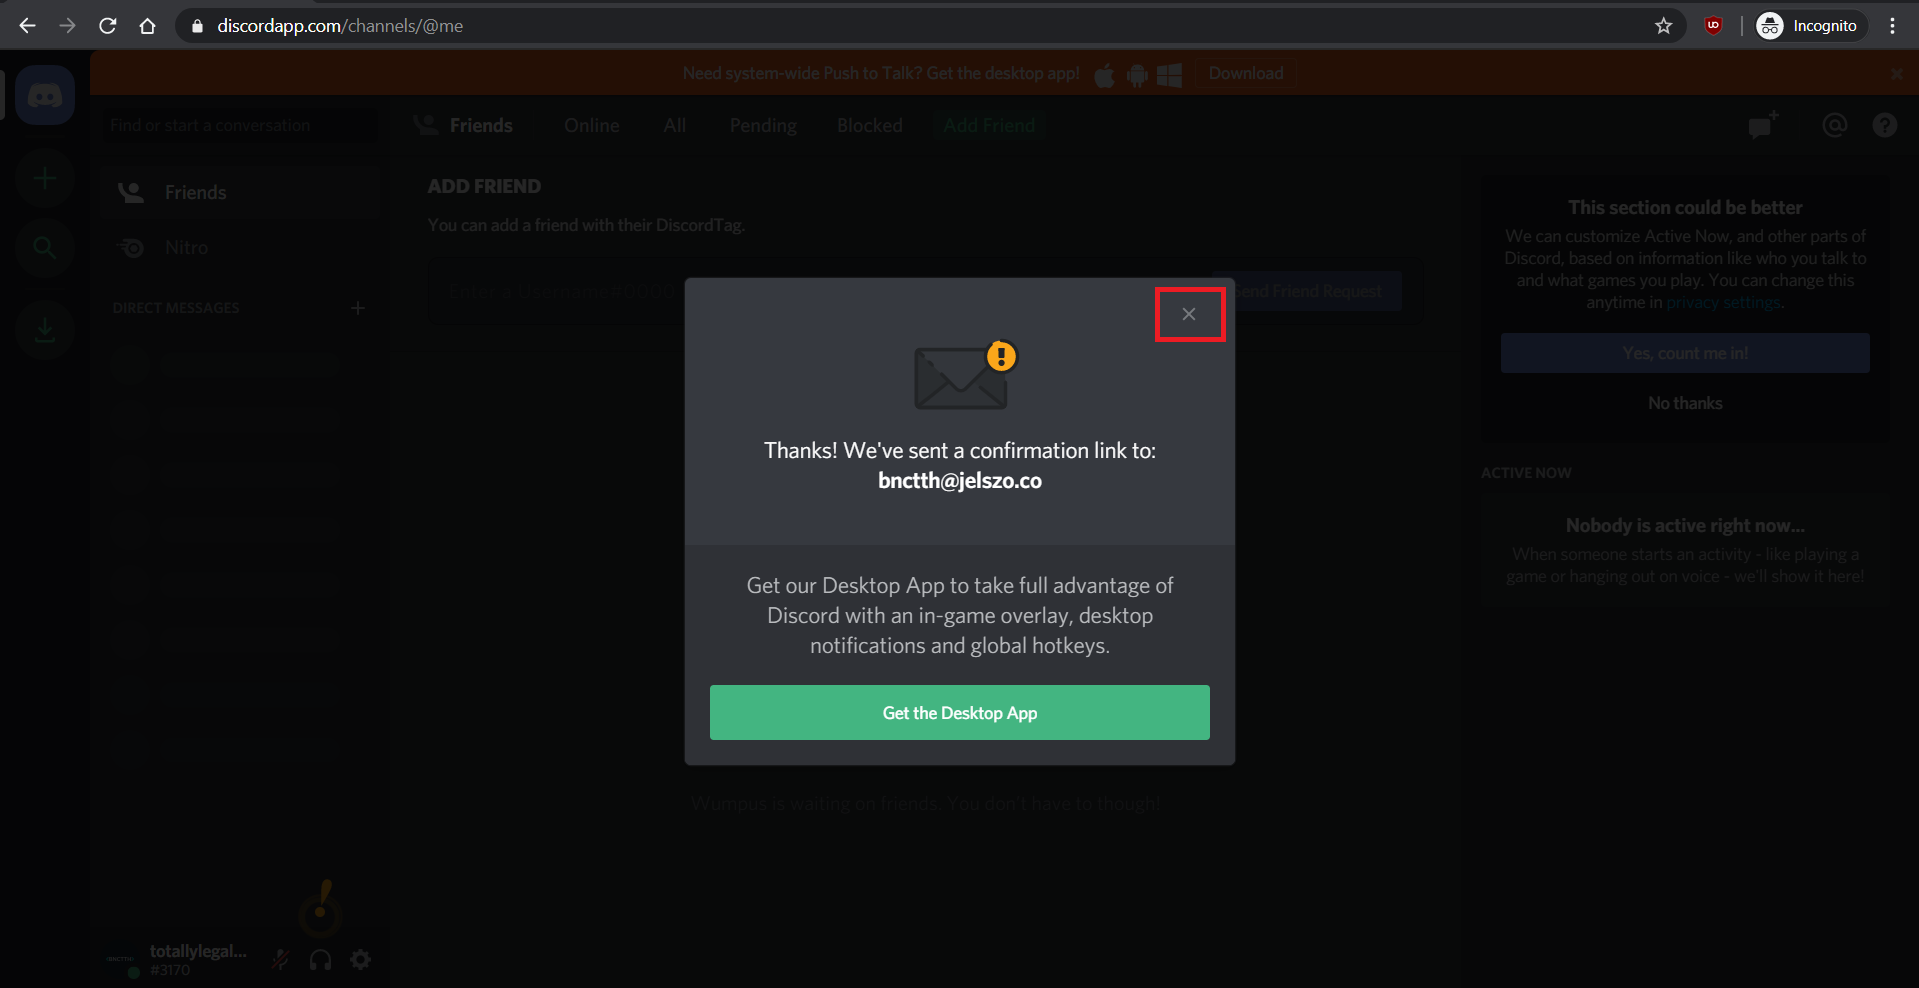 discordapp.com/channels/@me
Incognito
Need system-wide Push to Talk? Get the desktop app!
Download
Find or start a conversation
Friends
Online
All
Pending
Blocked
Add Friend
Friends
Nitro
DIRECT MESSAGES
ADD FRIEND
You can add a friend with their DiscordTag.
Send Friend Request
Thanks! We've sent a confirmation link to:
bnctth@jelszo.co
Get our Desktop App to take full advantage of
Discord with an in-game overlay, desktop
notifications and global hotkeys.
Get the Desktop App
Wumpus is waiting on friends. You don't have to though!
This section could be better
We can customize Active Now, and other parts of
Discord, based on information like who you talk to
and what games you play. You can change this
anytime in privacy settings.
Yes, count me in!
No thanks
ACTIVE NOW
Nobody is active right now...
When someone starts an activity - like playing a
game or hanging out on voice - we'll show it here!
totallylegal...
#3170